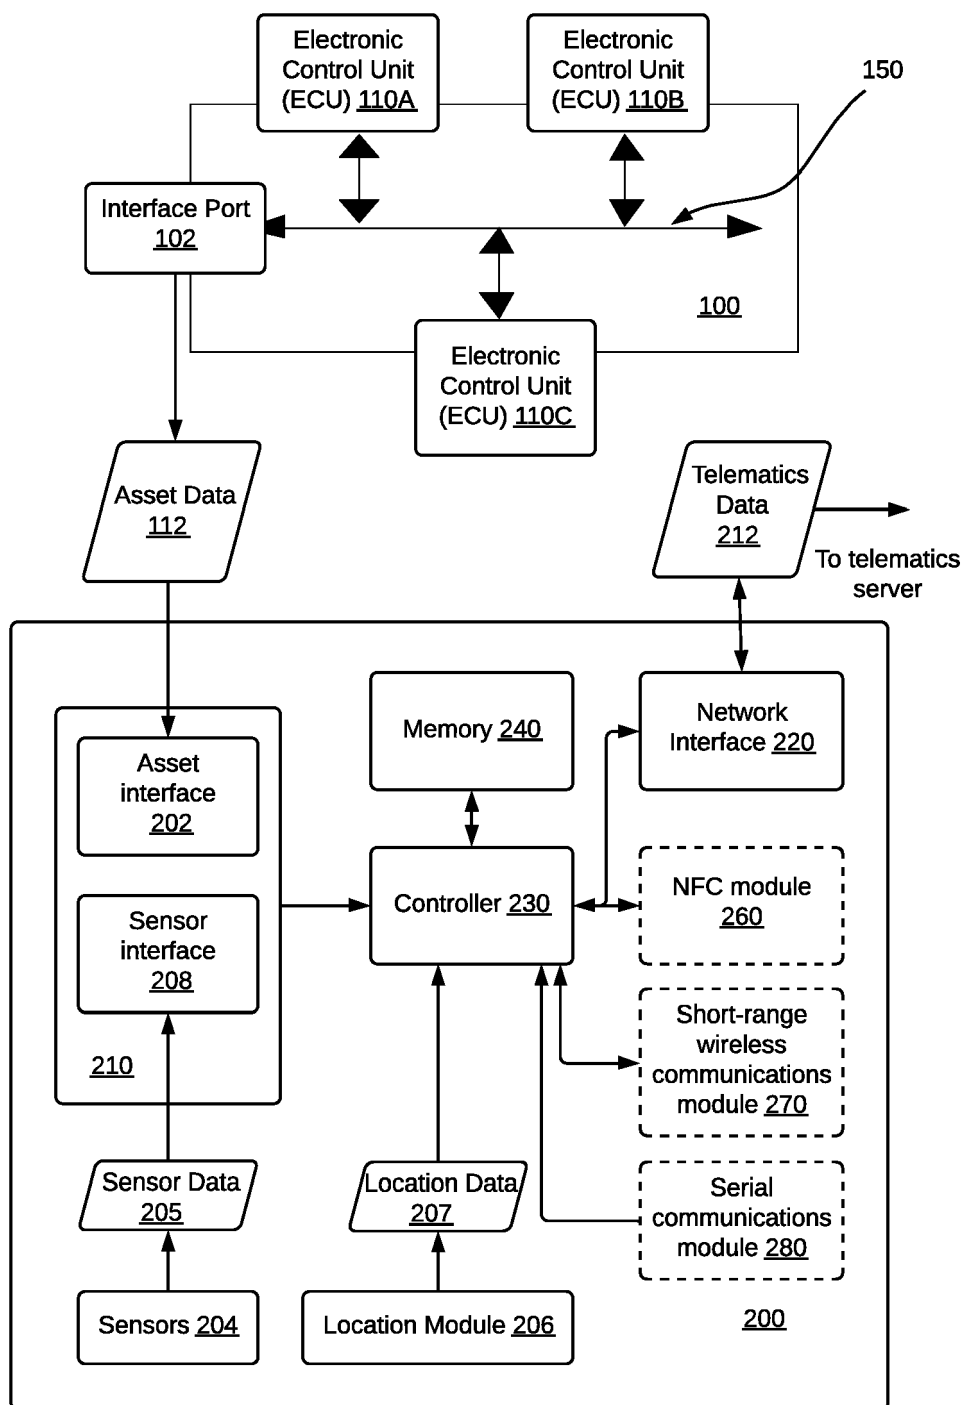 Electronic
Control Unit
(ECU) 110A
Electronic
Control Unit
(ECU) 110B
150
Interface Port
102
100
Electronic
Control Unit
(ECU) 110C
Asset Data
112
Telematics
Data
212
To telematics
server
Memory 240
Network
Interface 220
Asset
interface
202
Controller 230
NFC module
260
Sensor
interface
208
210
Short-range
wireless
communications
module 270
Sensor Data
205
Location Data
207
Serial
communications
module 280
Sensors 204
Location Module 206
200